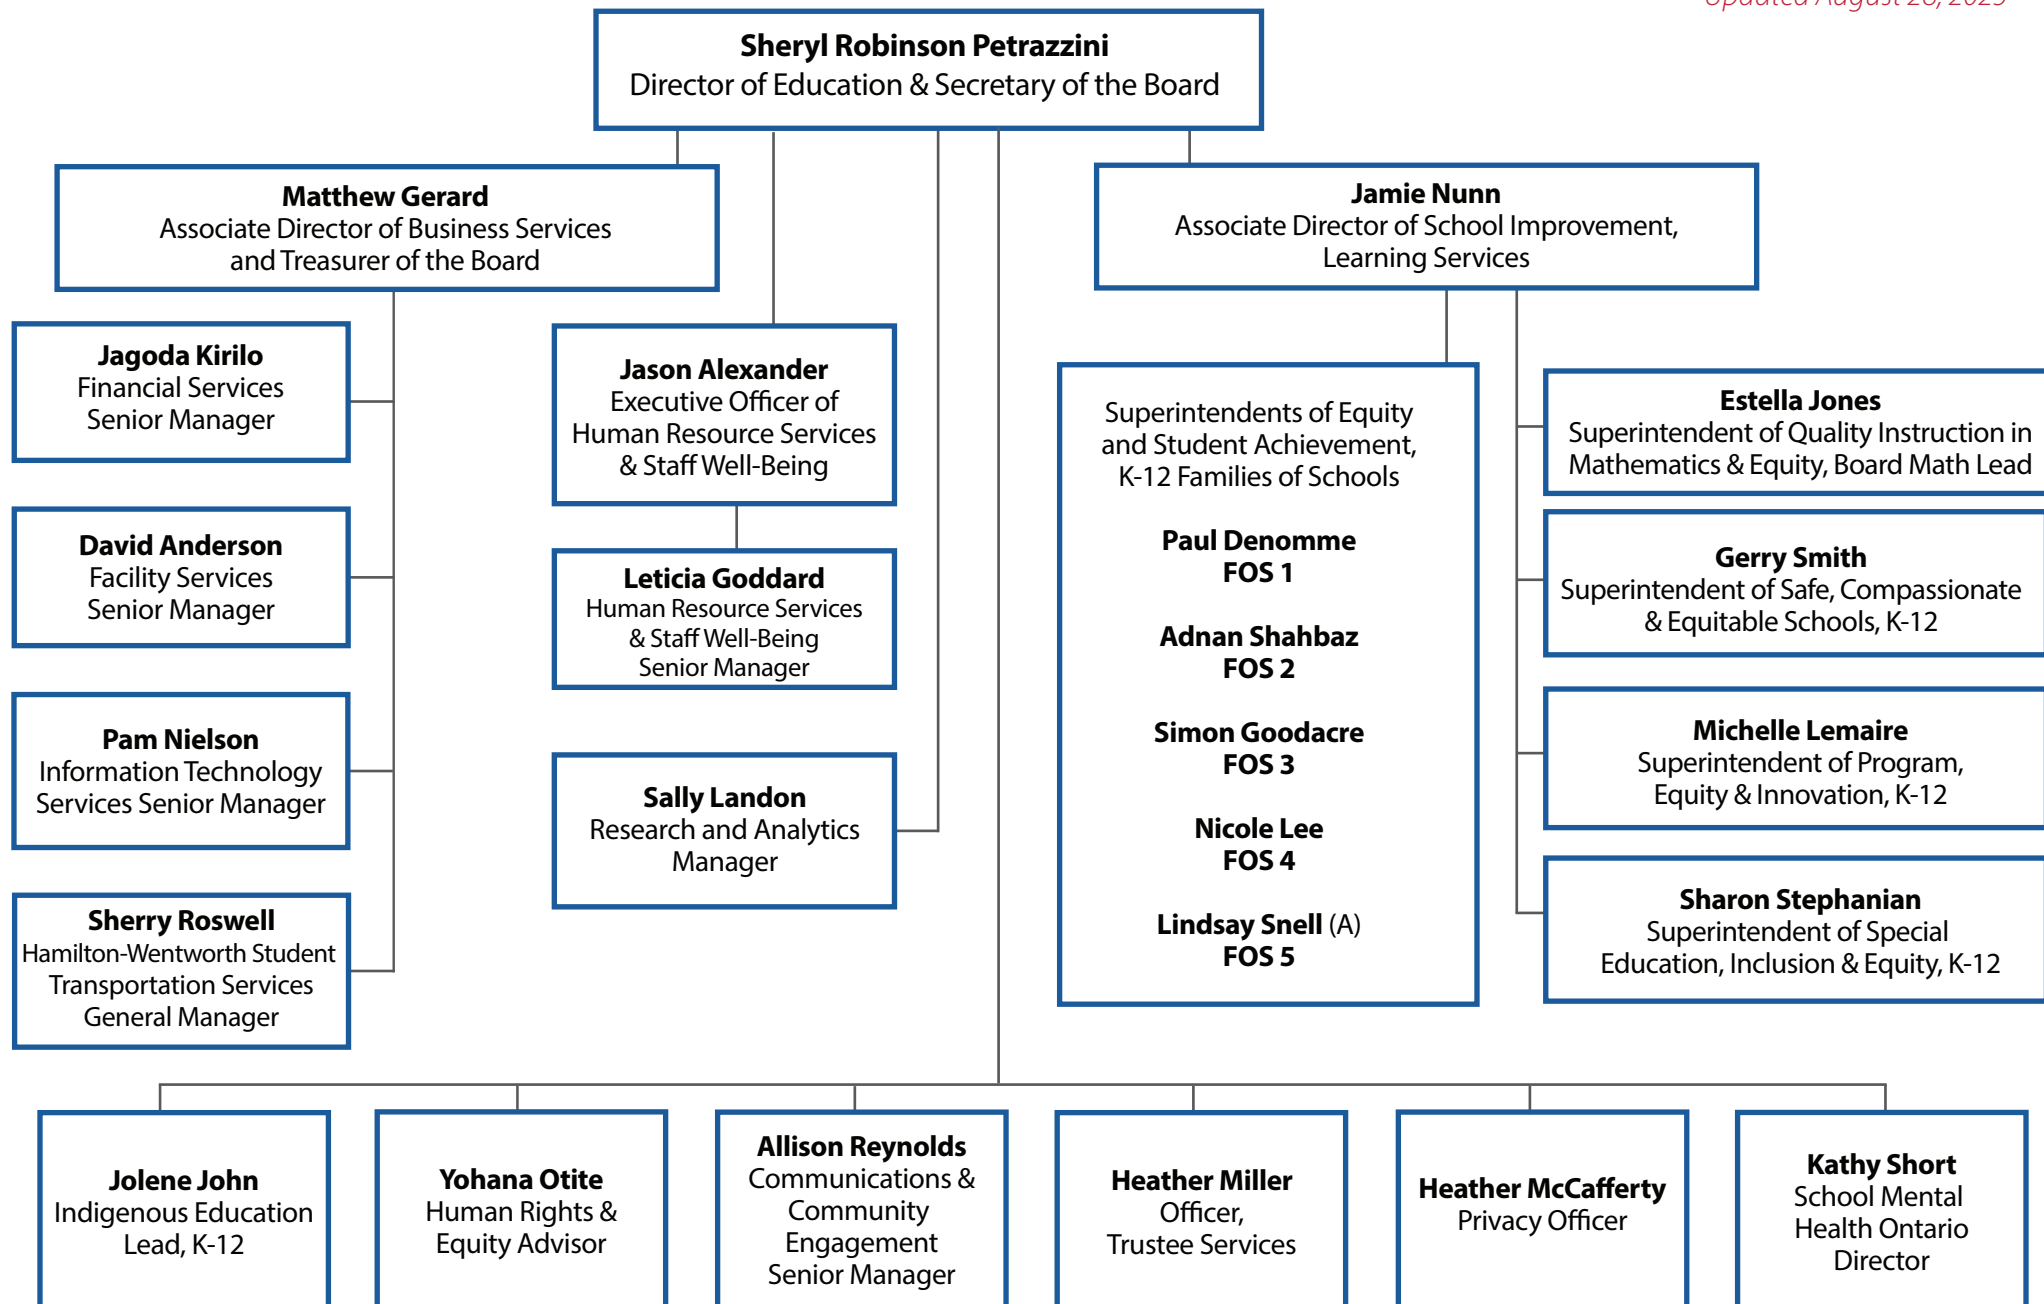 Updated August 28, 2025
Sheryl Robinson Petrazzini
Director of Education & Secretary of the Board
Matthew Gerard
Associate Director of Business Services
and Treasurer of the Board
Jamie Nunn
Associate Director of School Improvement,
Learning Services
Jagoda Kirilo
Financial Services
Senior Manager
David Anderson
Facility Services
Senior Manager
Pam Nielson
Information Technology
Services Senior Manager
Sherry Roswell
Hamilton-Wentworth Student
Transportation Services
General Manager
Jason Alexander
Executive Officer of
Human Resource Services
& Staff Well-Being
Leticia Goddard
Human Resource Services
& Staff Well-Being
Senior Manager
Sally Landon
Research and Analytics
Manager
Superintendents of Equity
and Student Achievement,
K-12 Families of Schools
Paul Denomme
FOS 1
Adnan Shahbaz
FOS 2
Simon Goodacre
FOS 3
Nicole Lee
FOS 4
Lindsay Snell (A)
FOS 5
Estella Jones
Superintendent of Quality Instruction in
Mathematics & Equity, Board Math Lead
Gerry Smith
Superintendent of Safe, Compassionate
& Equitable Schools, K-12
Michelle Lemaire
Superintendent of Program,
Equity & Innovation, K-12
Sharon Stephanian
Superintendent of Special
Education, Inclusion & Equity, K-12
Jolene John
Indigenous Education
Lead, K-12
Yohana Otite
Human Rights &
Equity Advisor
Allison Reynolds
Communications &
Community
Engagement
Senior Manager
Heather Miller
Officer,
Trustee Services
Heather McCafferty
Privacy Officer
Kathy Short
School Mental
Health Ontario
Director